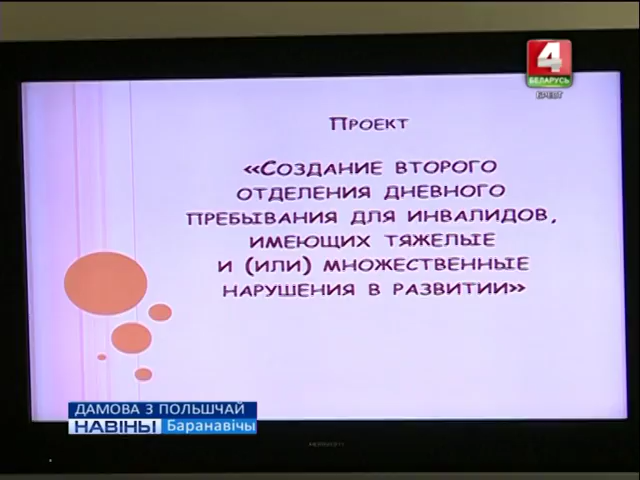 4
БЕЛАРУСЬ
БРЕСТ
Проект
«Создание второго
отделения дневного
пребывания для инвалидов,
имеющих тяжелые
и (или) множественные
нарушения в развитии»
ДАМОВА З ПОЛЬШЧАЙ
НАВІНЫ Баранавічы